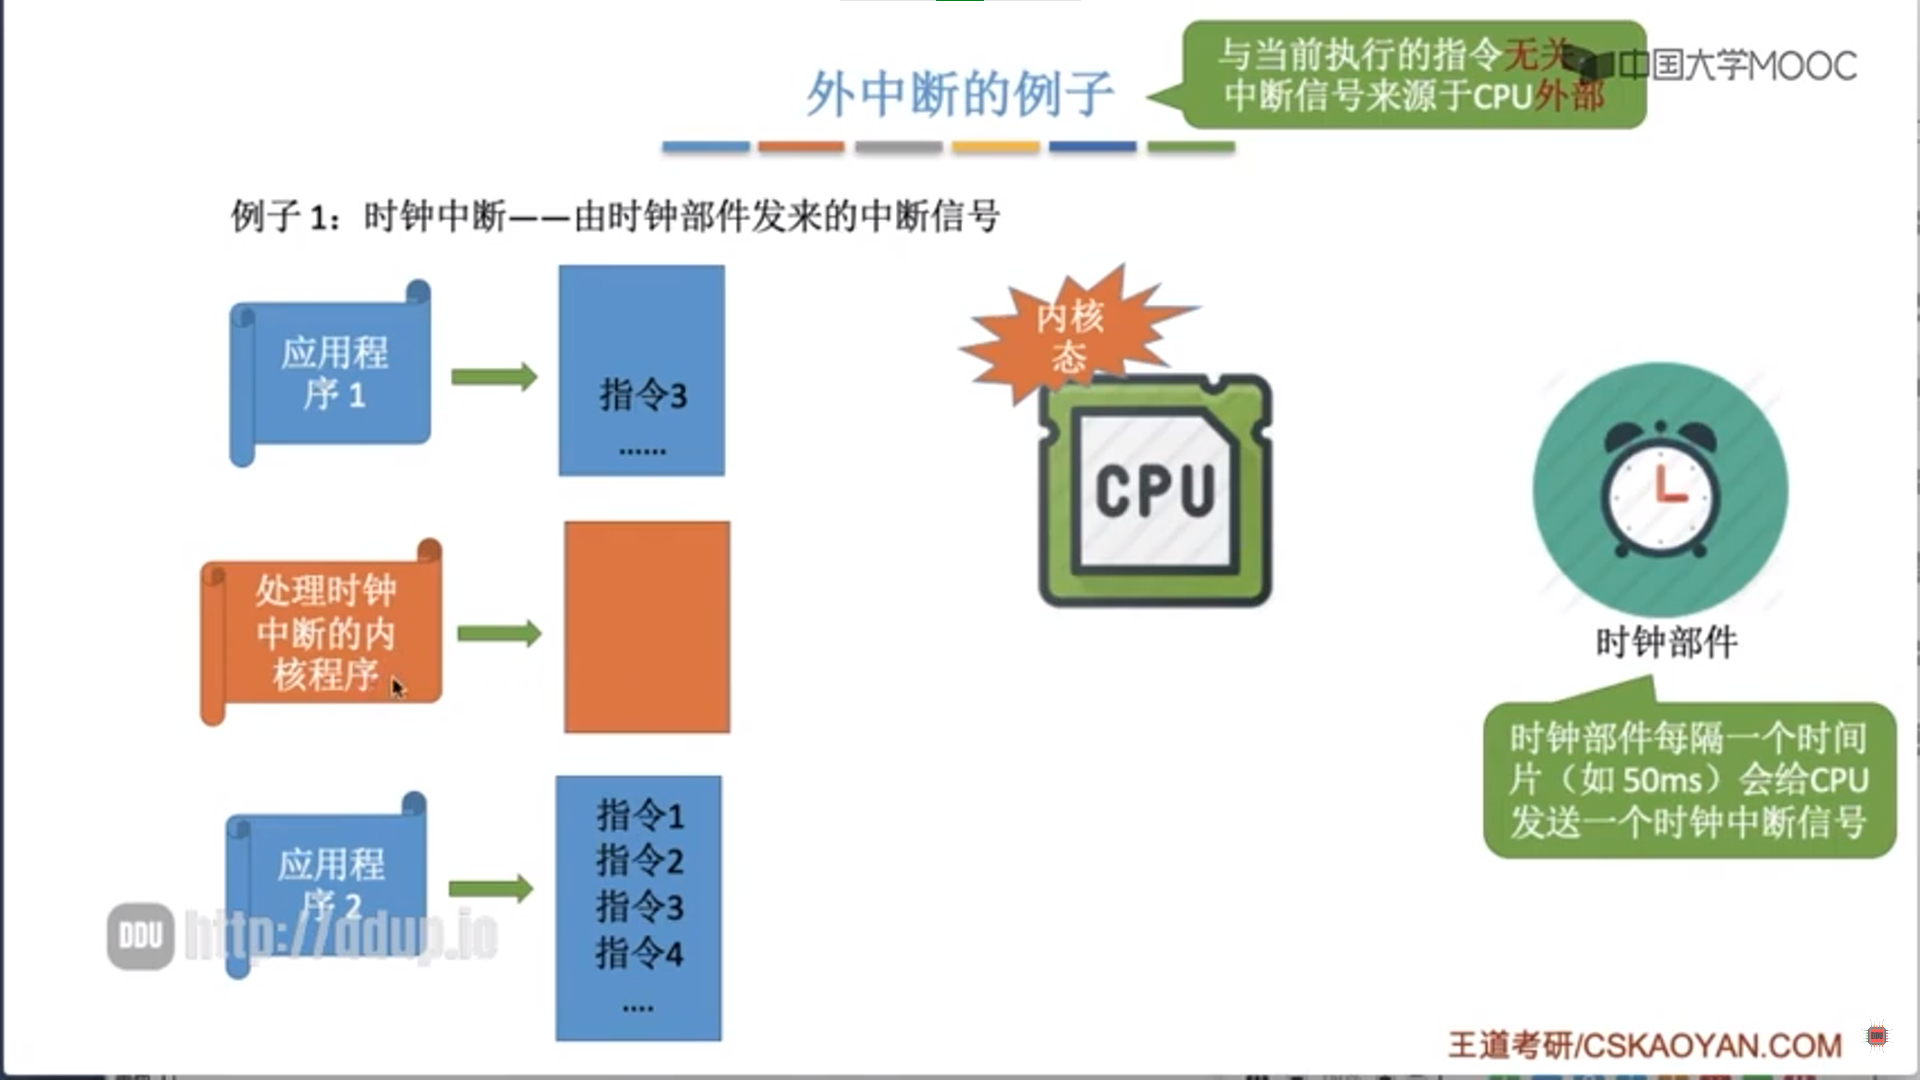 与当前执行的指令无关
中断信号来源于CPU外部
中国大学MOOC
外中断的例子
例子1：时钟中断——由时钟部件发来的中断信号
应用程
序1
指令3
......
内核
态
CPU
处理时钟
中断的内
核程序
时钟部件
时钟部件每隔一个时间
片（如50ms）会给CPU
发送一个时钟中断信号
应用程
序2
指令1
指令2
指令3
指令4
....
DDU http://ddup.io
王道考研/CSKAOYAN.COM